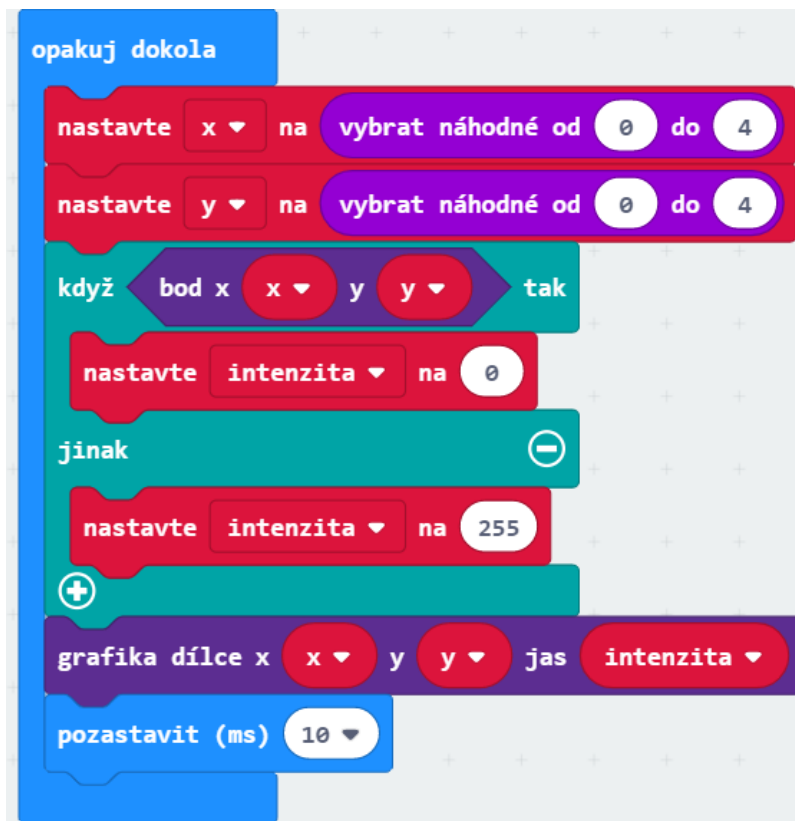 opakuj dokola
nastavte x na vybrat náhodné od 0 do 4
nastavte y na vybrat náhodné od 0 do 4
když bod x x y y tak
nastavte intenzita na 0
jinak
nastavte intenzita na 255
grafika dílce x x y y jas intenzita
pozastavit (ms) 10